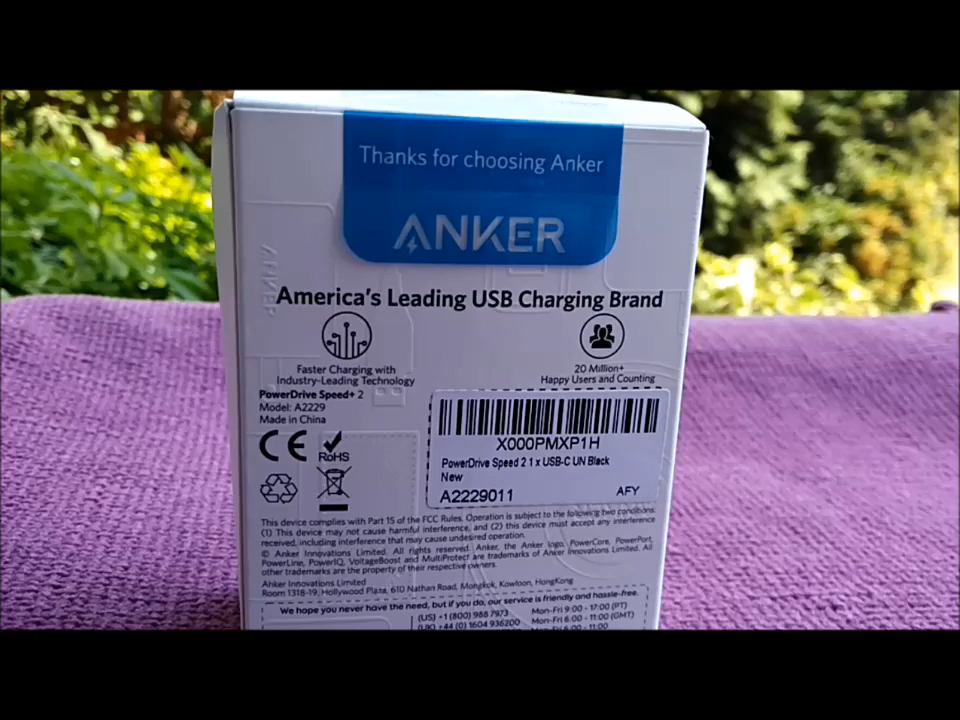 Thanks for choosing Anker
ANKER
America's Leading USB Charging Brand
Faster Charging with
Industry-Leading Technology
20 Million+
Happy Users and Counting
PowerDrive Speed+ 2
Model: A2229
Made in China
CE
RoHS
X000PMXP1H
PowerDrive Speed 2 1 x USB-C UN Black
New
A2229011
AFY
This device complies with Part 15 of the FCC Rules. Operation is subject to the following two conditions:
(1) This device may not cause harmful interference, and (2) this device must accept any interference
received, including interference that may cause undesired operation.
© Anker Innovations Limited. All rights reserved. Anker, the Anker logo, PowerCore, PowerPort,
PowerLine, PowerIQ, VoltageBoost and MultiProtect are trademarks of Anker Innovations Limited. All
other trademarks are the property of their respective owners.
Anker Innovations Limited
Room 1318-19, Hollywood Plaza, 610 Nathan Road, Mongkok, Kowloon, HongKong
We hope you never have the need, but if you do, our service is friendly and hassle-free.
(US) +1 (800) 988 7973
Mon-Fri 9:00 - 17:00 (PT)
(UK) +44 (0) 1604 936200
Mon-Fri 6:00 - 11:00 (GMT)